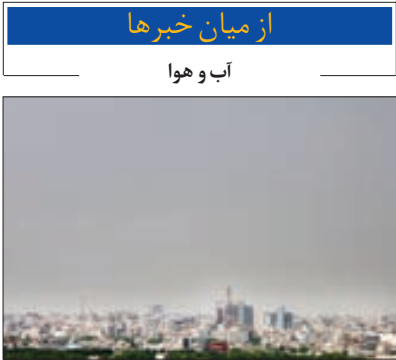 از میان خبرها
آب و هوا